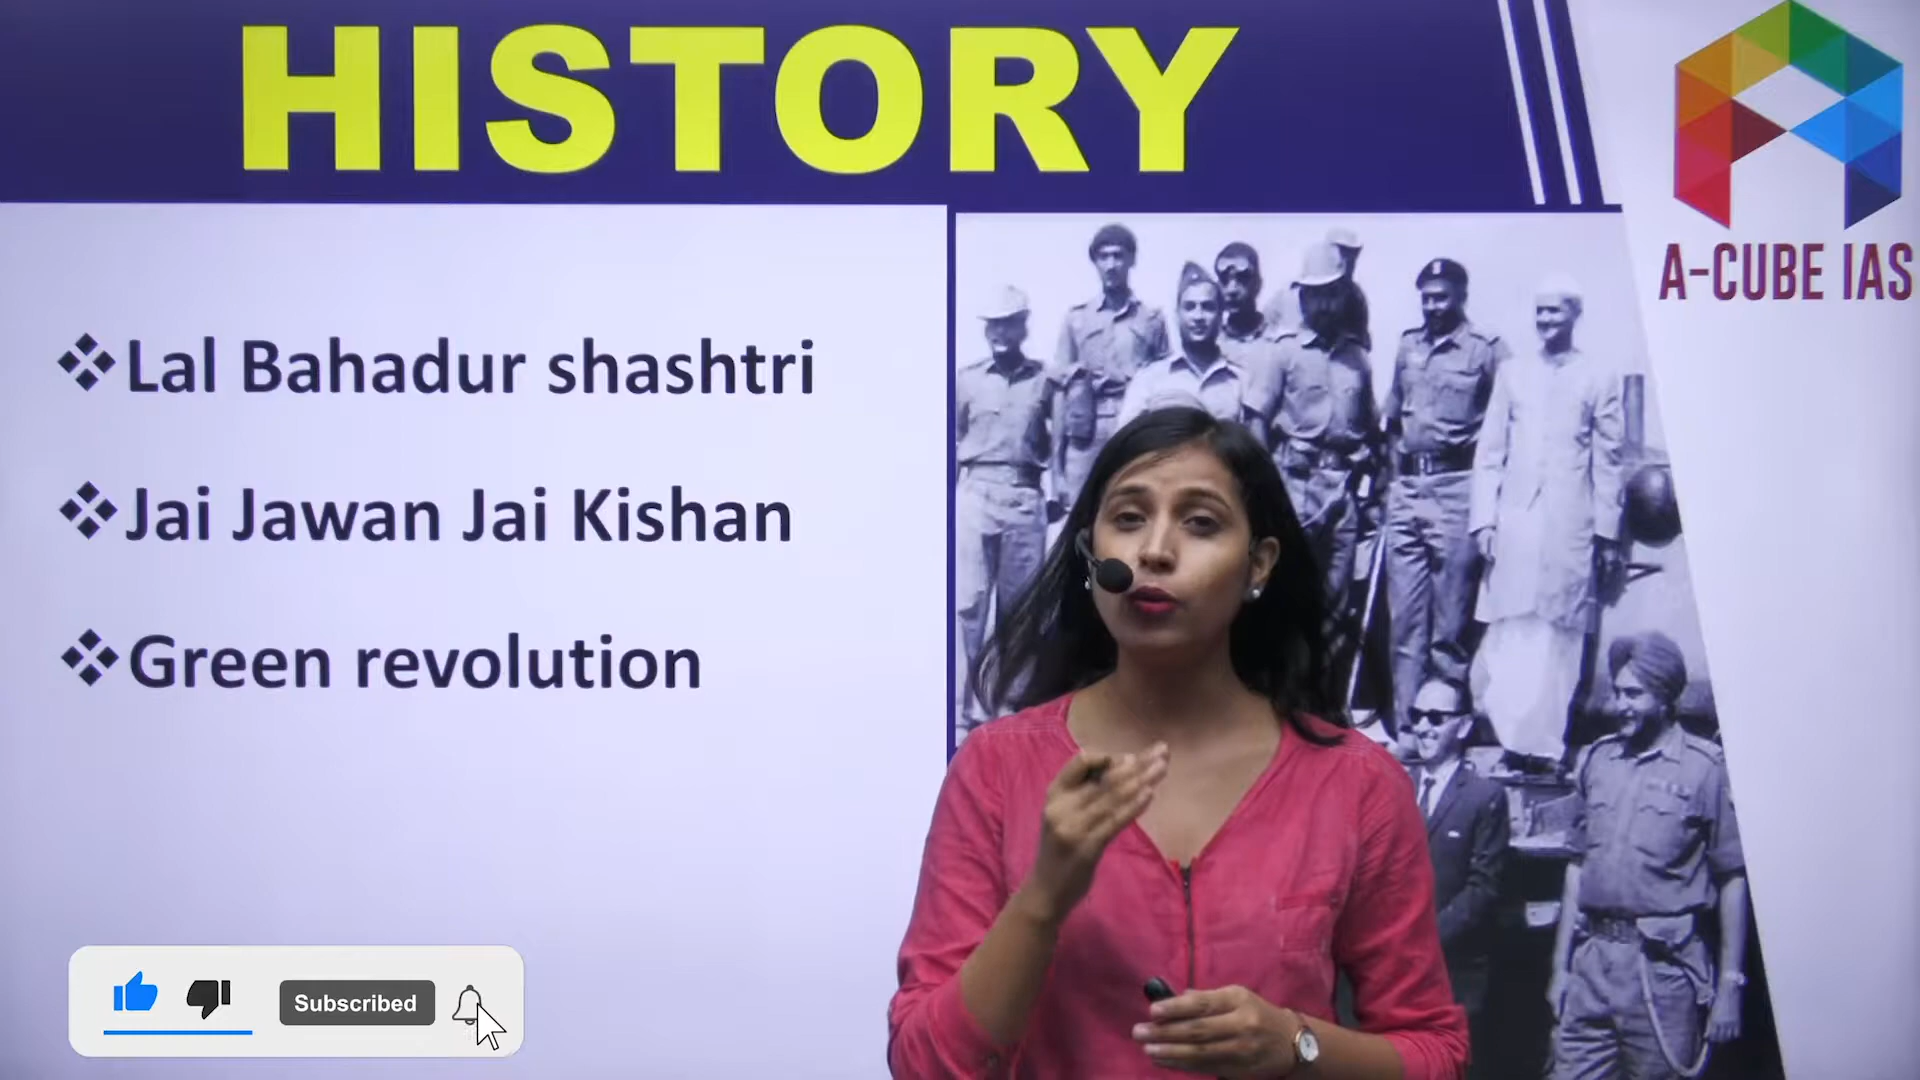 HISTORY
A-CUBE IAS
Lal Bahadur shashtri
Jai Jawan Jai Kishan
Green revolution
Subscribed